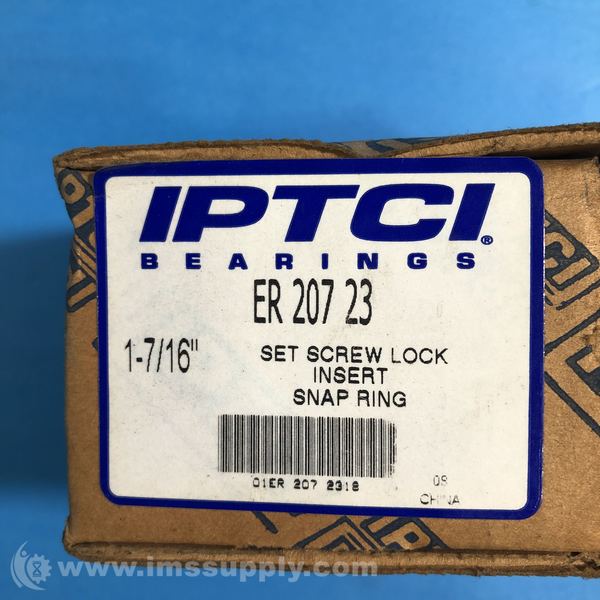 IPTCI®
BEARINGS
ER 207 23
1-7/16"
SET SCREW LOCK
INSERT
SNAP RING
01ER 207 2318
CHINA
www.imssupply.com